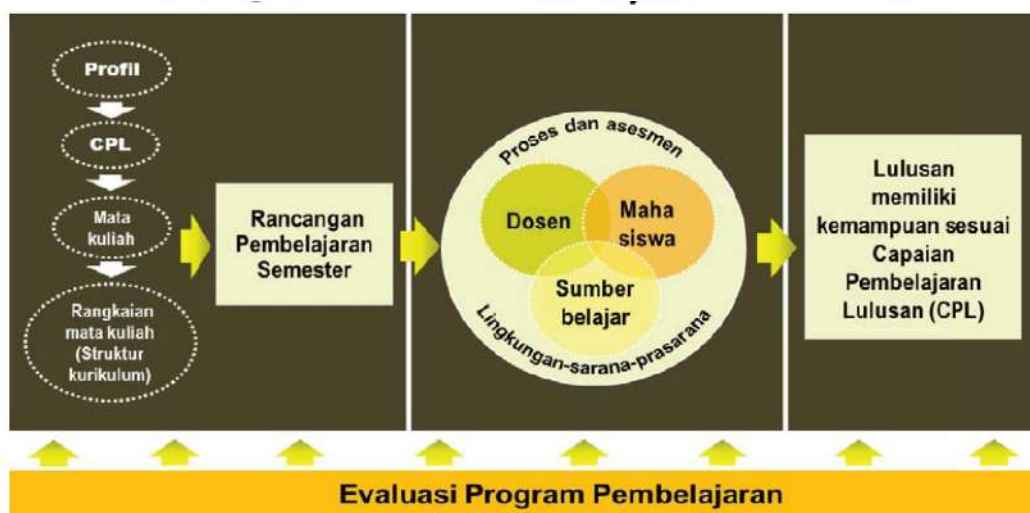 Profil
CPL
Mata
kuliah
Rangkaian
mata kuliah
(Struktur
kurikulum)
Rancangan
Pembelajaran
Semester
Proses dan asesmen
Dosen
Maha
siswa
Sumber
belajar
Lingkungan-sarana-prasarana
Lulusan
memiliki
kemampuan sesuai
Capaian
Pembelajaran
Lulusan (CPL)
Evaluasi Program Pembelajaran